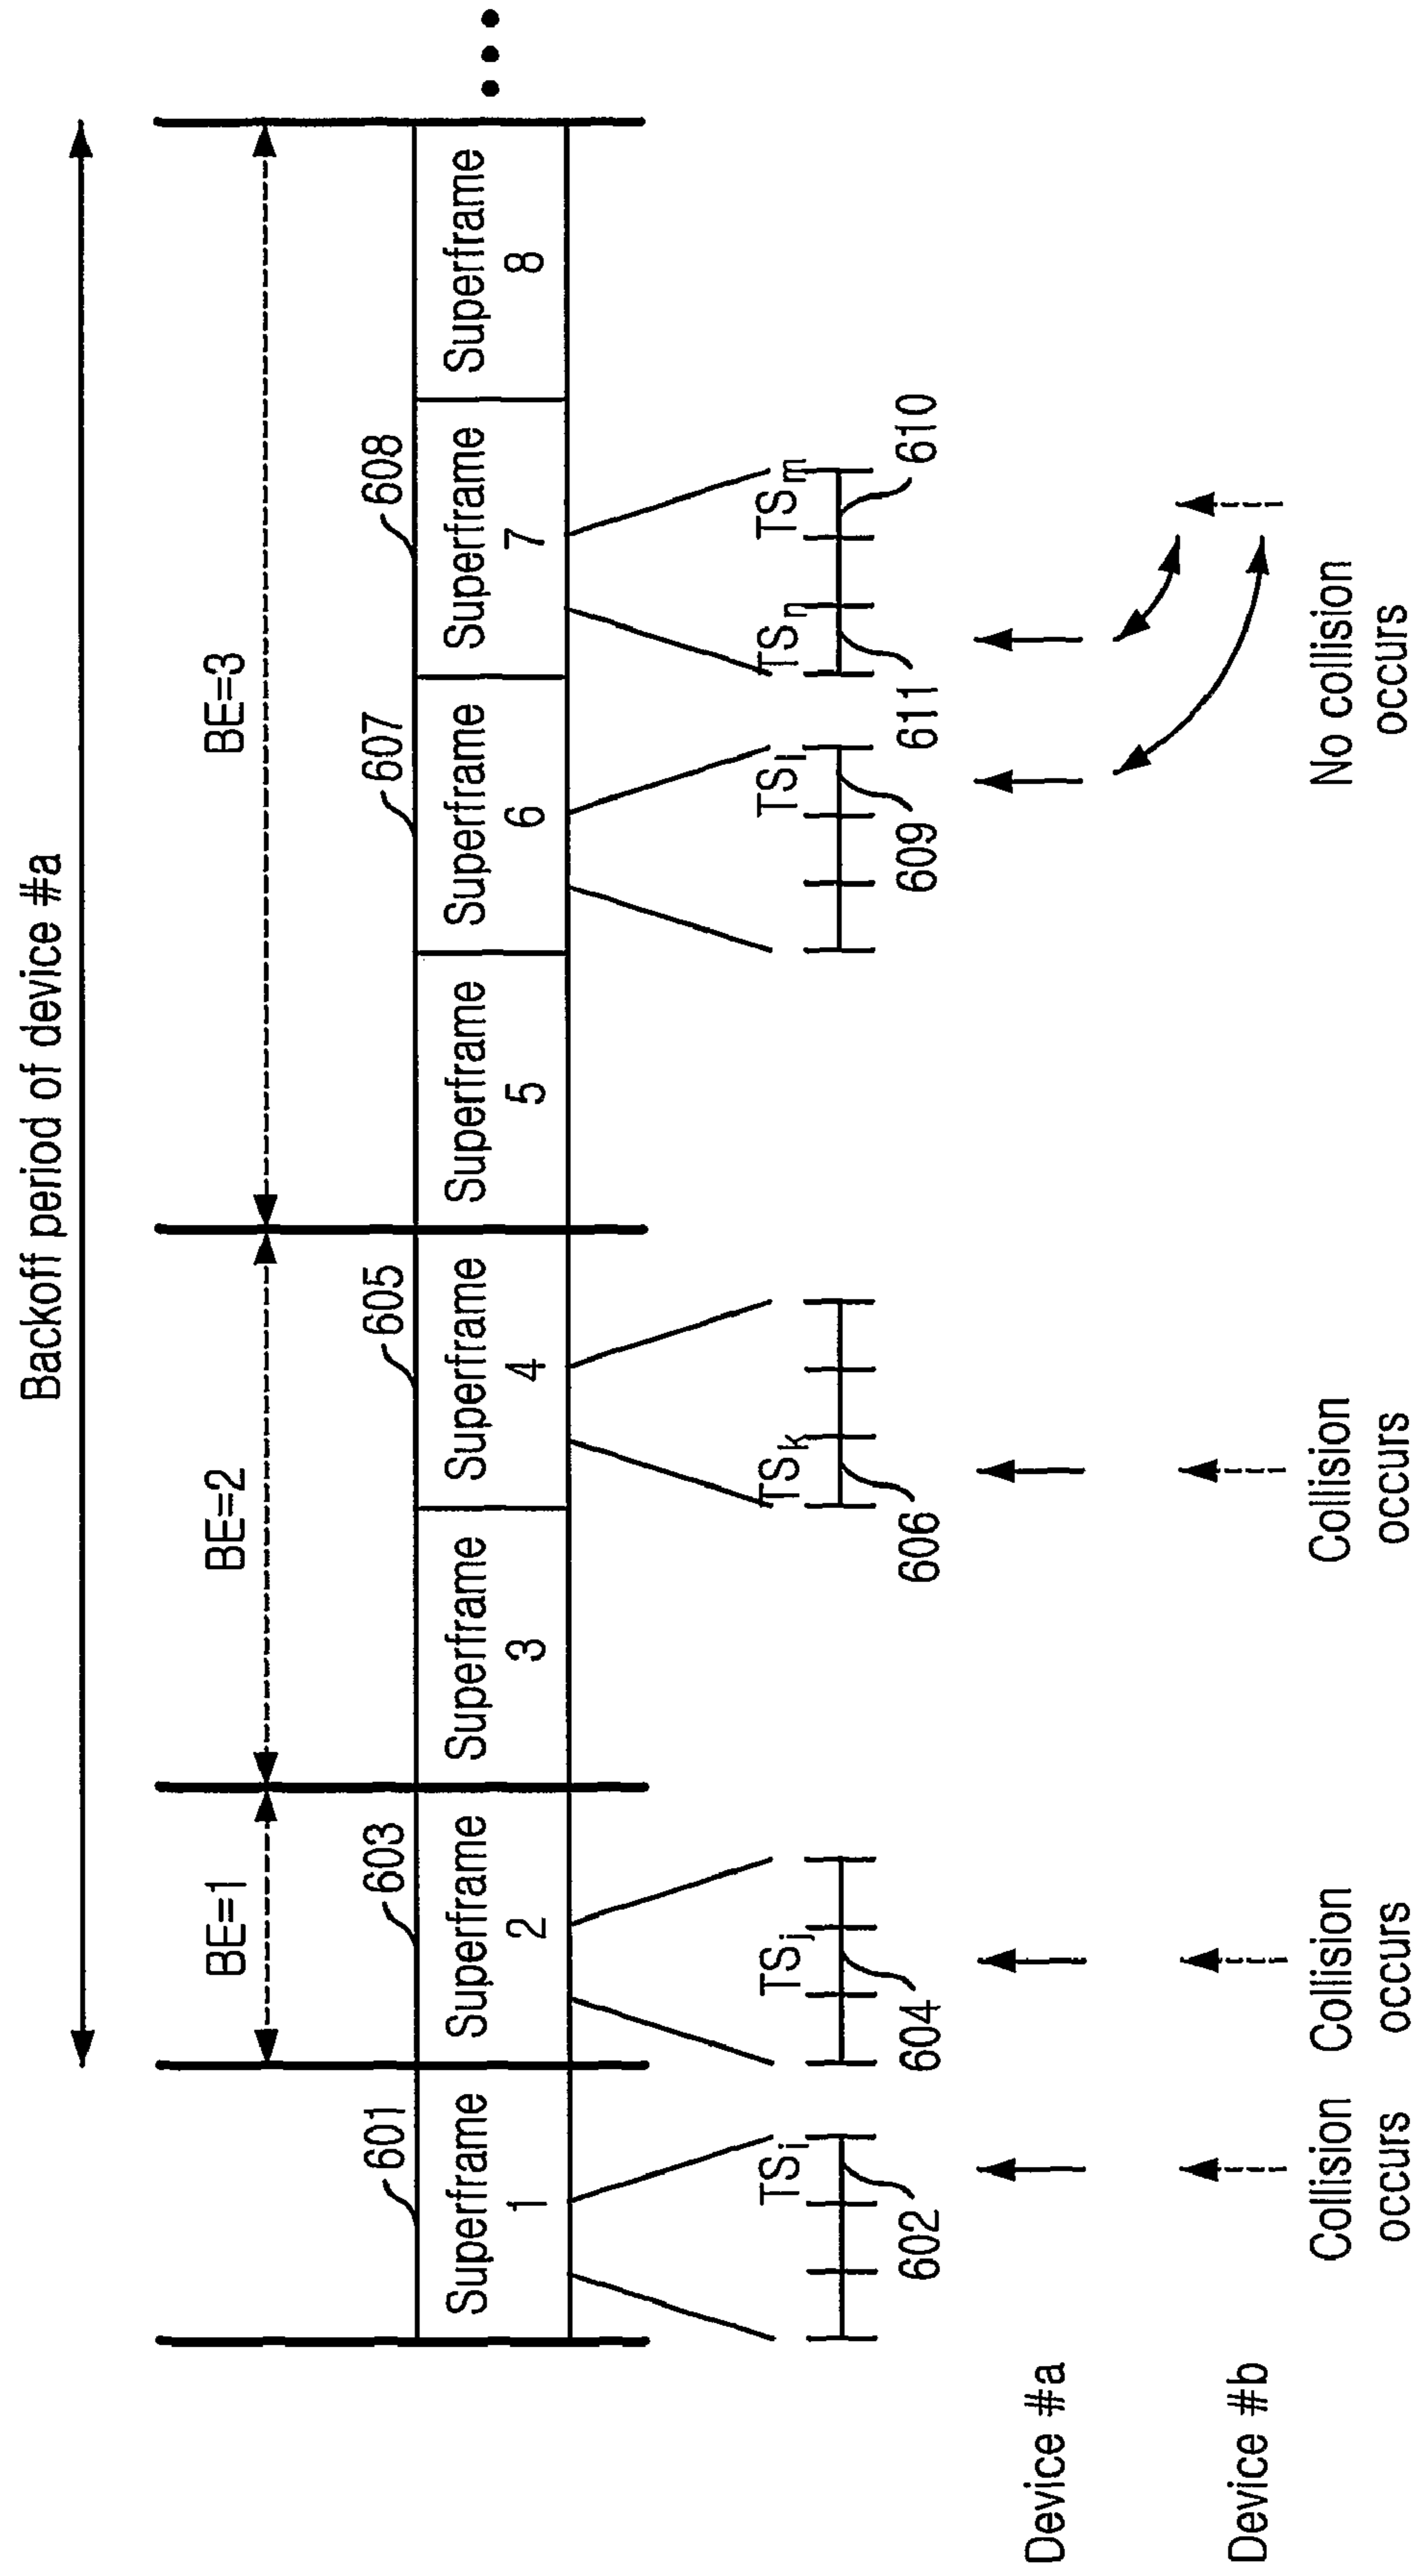 Backoff period of device #a
BE=1
BE=2
BE=3
601
603
605
607
608
Superframe
1
Superframe
2
Superframe
3
Superframe
4
Superframe
5
Superframe
6
Superframe
7
Superframe
8
TSi
TSj
TSk
TSl
TSn
TSm
602
604
606
609
611
610
Device #a
Device #b
Collision
occurs
Collision
occurs
Collision
occurs
No collision
occurs